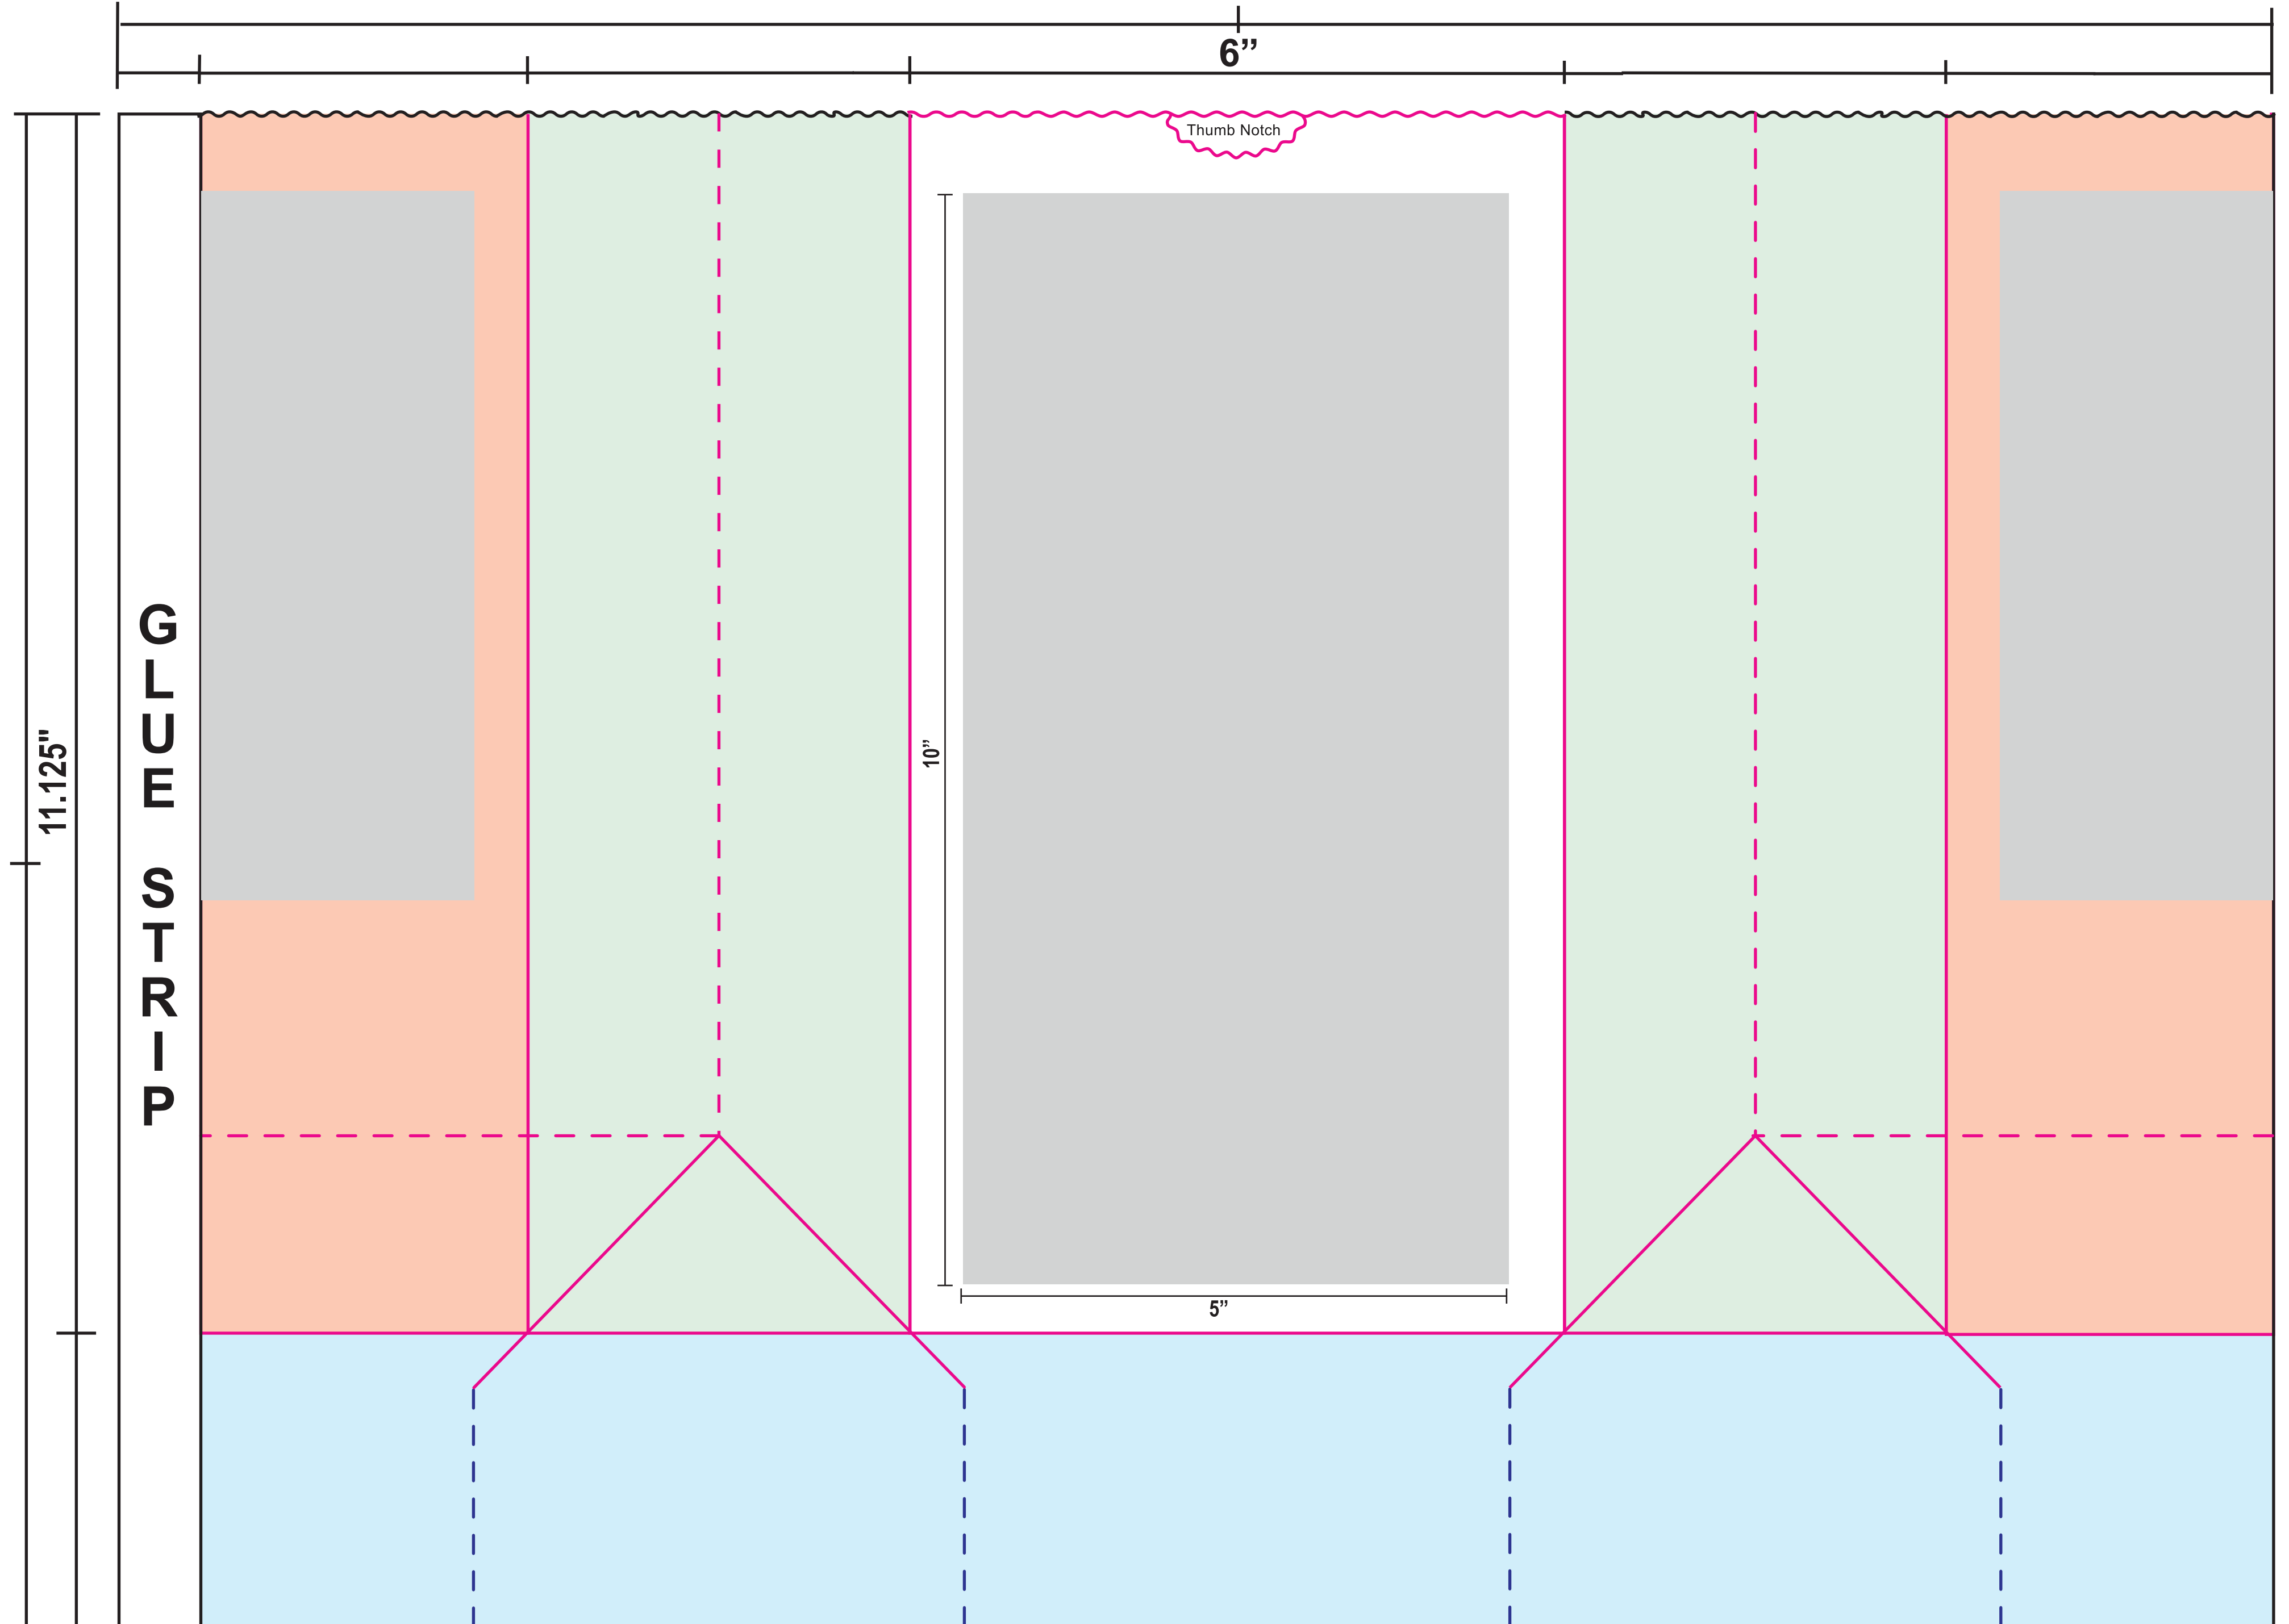 6”
Thumb Notch
11.125"
GLUE STRIP
10”
5”